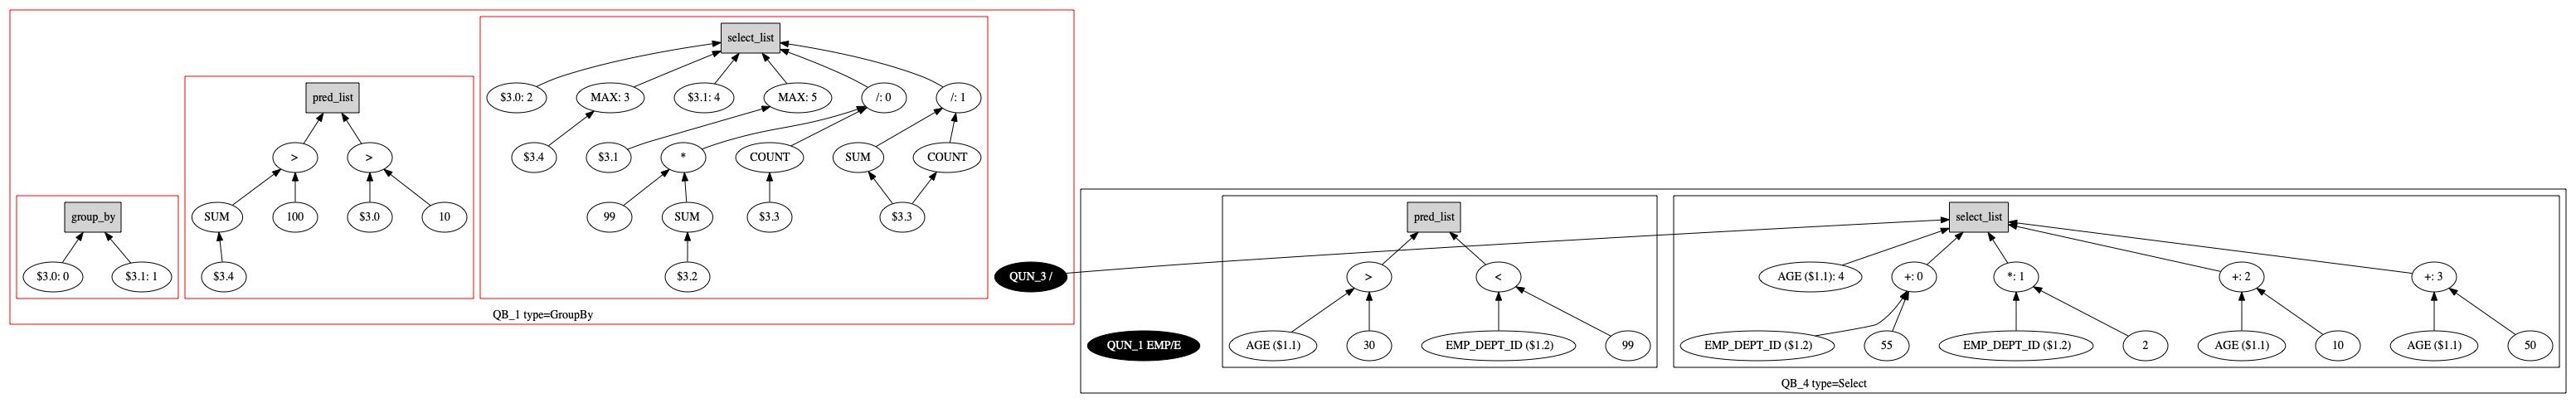 select_list
$3.0: 2
MAX: 3
$3.1: 4
MAX: 5
/: 0
/: 1
$3.4
$3.1
*
COUNT
SUM
COUNT
99
SUM
$3.3
$3.3
$3.2
pred_list
>
>
SUM
100
$3.0
10
$3.4
group_by
$3.0: 0
$3.1: 1
QUN_3 /
QB_1 type=GroupBy
QUN_1 EMP/E
pred_list
>
<
AGE ($1.1)
30
EMP_DEPT_ID ($1.2)
99
select_list
AGE ($1.1): 4
+: 0
*: 1
+: 2
+: 3
EMP_DEPT_ID ($1.2)
55
EMP_DEPT_ID ($1.2)
2
AGE ($1.1)
10
AGE ($1.1)
50
QB_4 type=Select